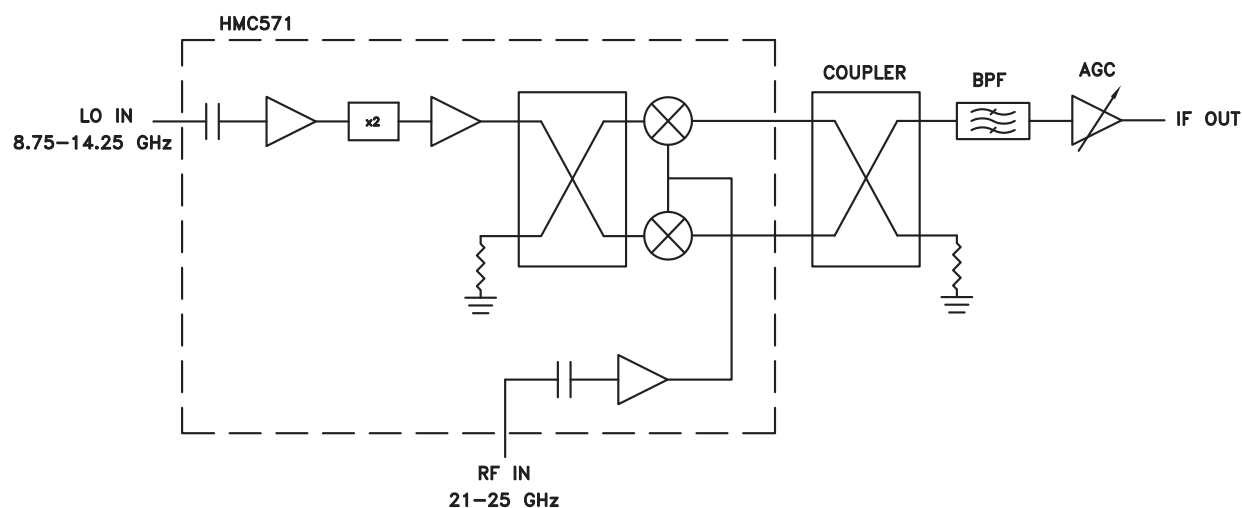 HMC571
COUPLER
BPF
AGC
LO IN
8.75–14.25 GHz
x2
IF OUT
RF IN
21–25 GHz